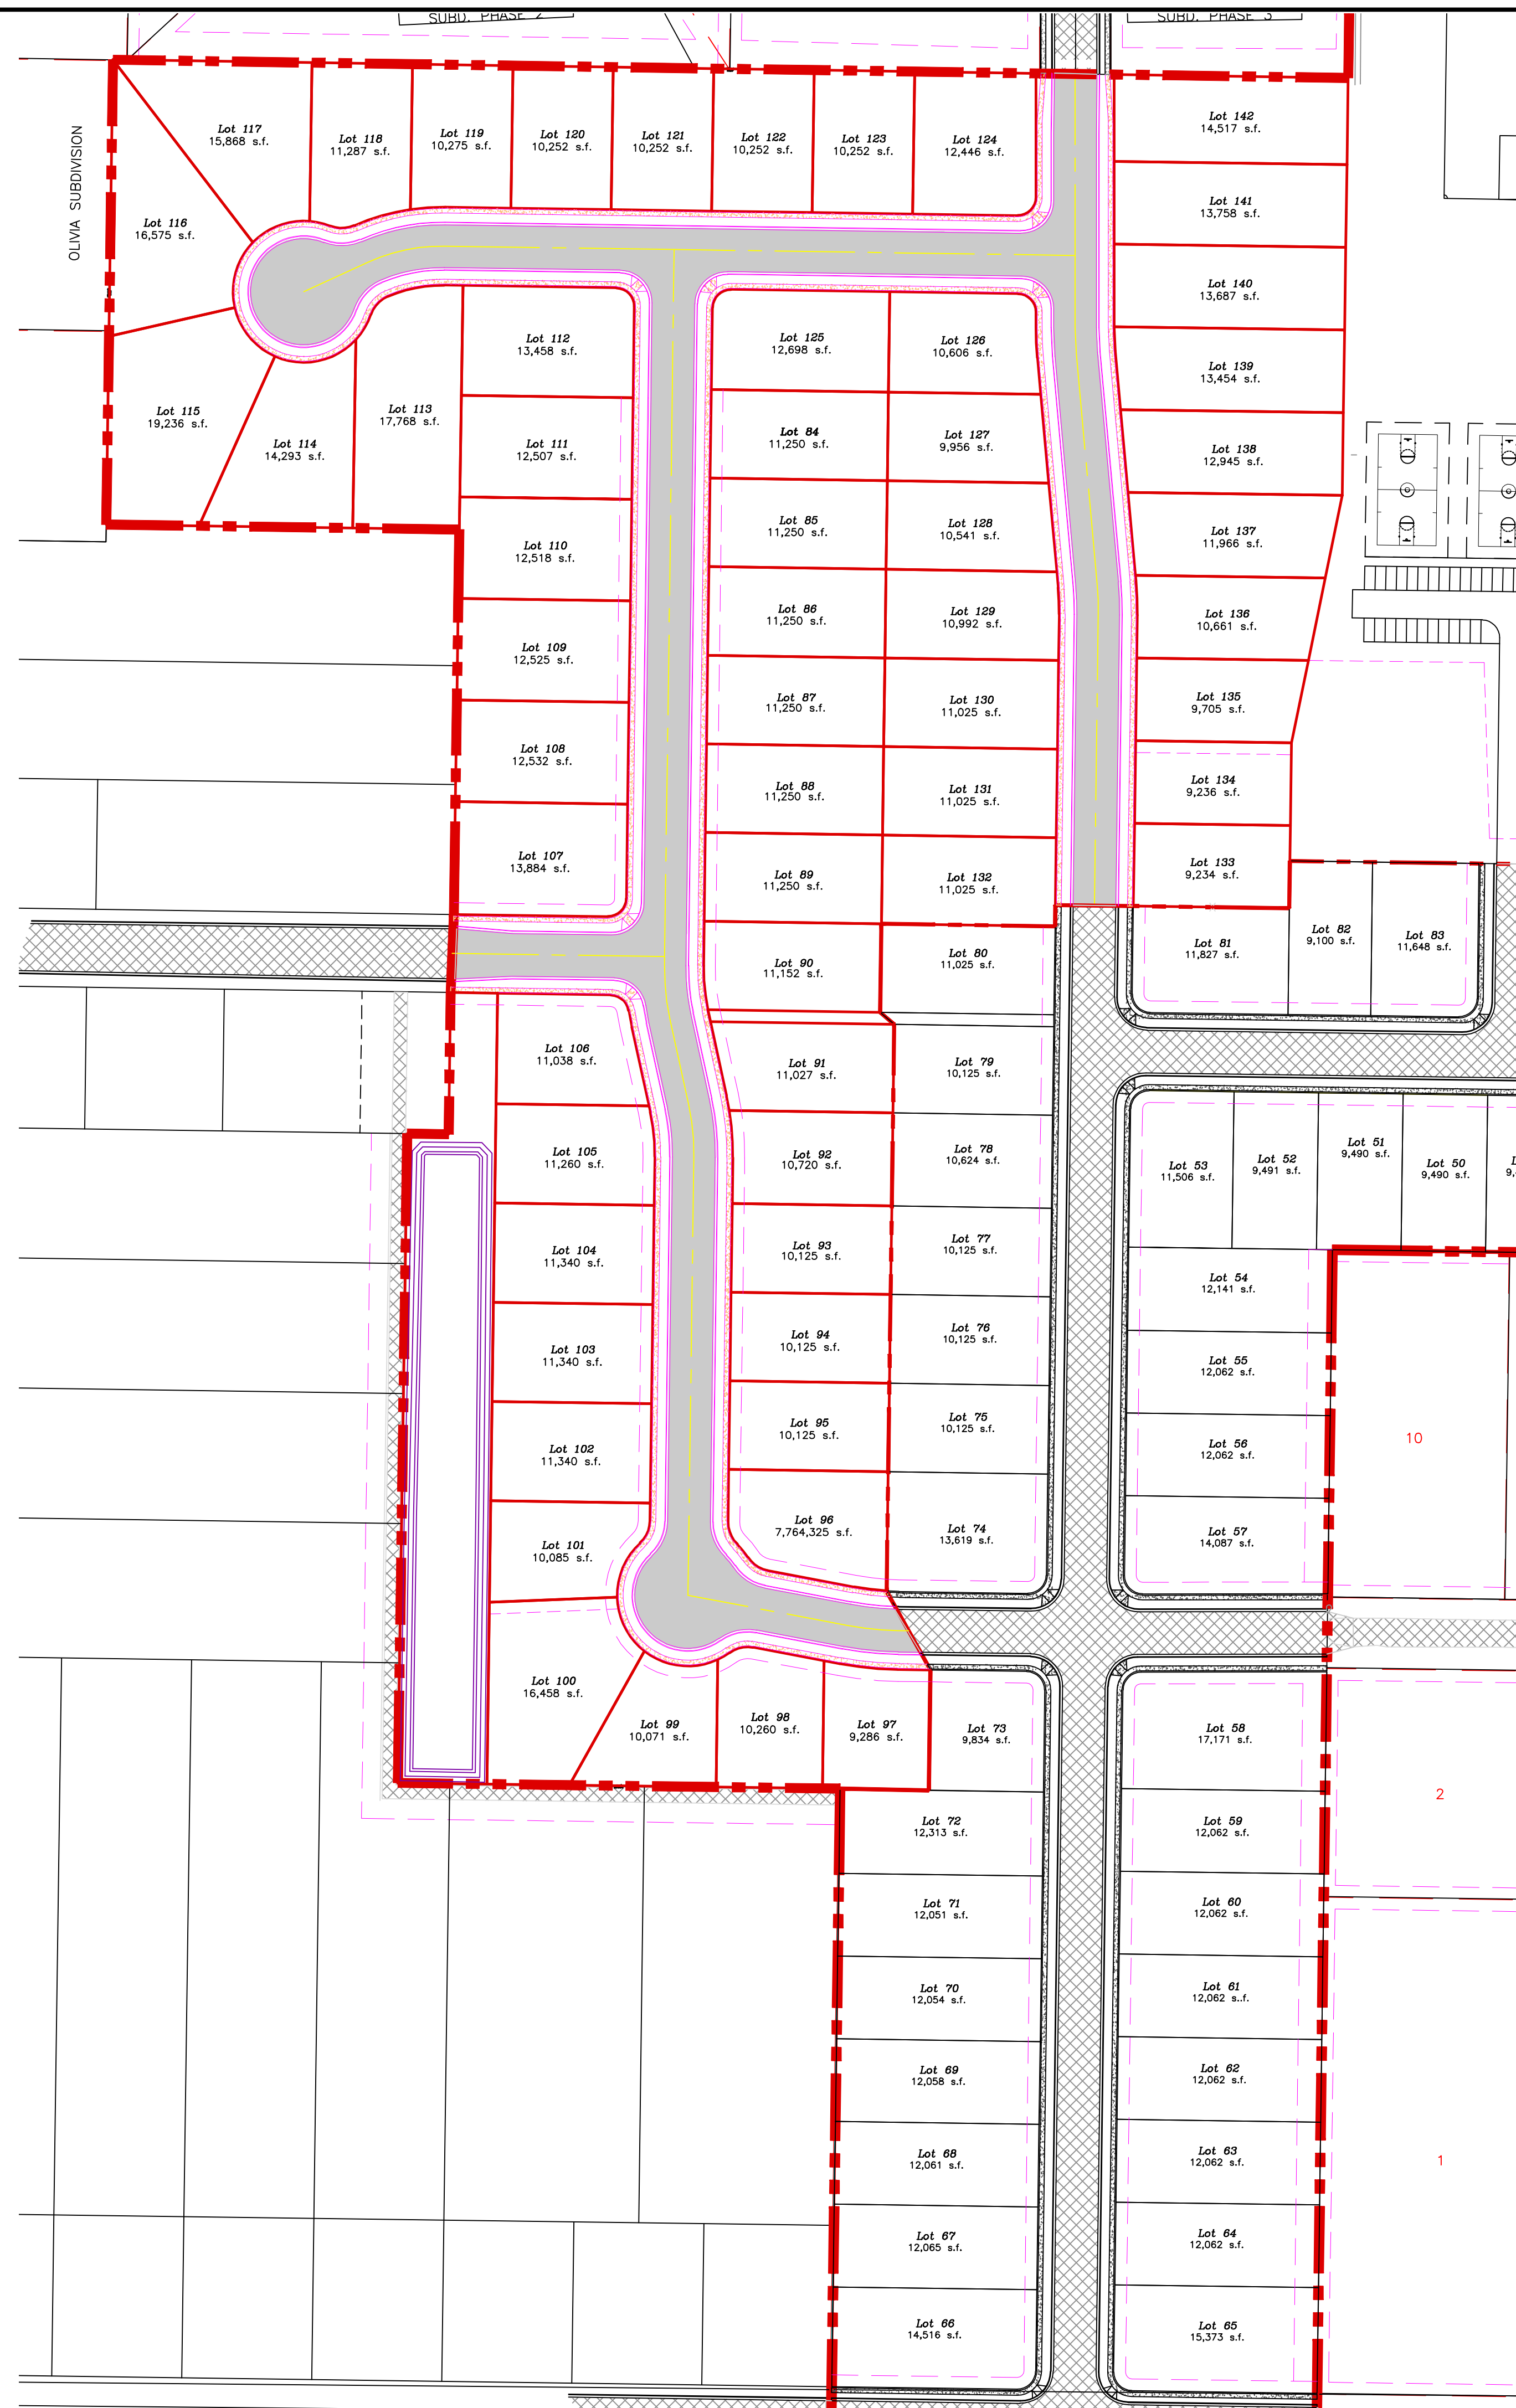 SUBD. PHASE 2
SUBD. PHASE 3
OLIVIA SUBDIVISION
Lot 117
15,868 s.f.
Lot 118
11,287 s.f.
Lot 119
10,275 s.f.
Lot 120
10,252 s.f.
Lot 121
10,252 s.f.
Lot 122
10,252 s.f.
Lot 123
10,252 s.f.
Lot 124
12,446 s.f.
Lot 142
14,517 s.f.
Lot 116
16,575 s.f.
Lot 141
13,758 s.f.
Lot 140
13,687 s.f.
Lot 112
13,458 s.f.
Lot 125
12,698 s.f.
Lot 126
10,606 s.f.
Lot 139
13,454 s.f.
Lot 115
19,236 s.f.
Lot 114
14,293 s.f.
Lot 113
17,768 s.f.
Lot 111
12,507 s.f.
Lot 84
11,250 s.f.
Lot 127
9,956 s.f.
Lot 138
12,945 s.f.
Lot 110
12,518 s.f.
Lot 85
11,250 s.f.
Lot 128
10,541 s.f.
Lot 137
11,966 s.f.
Lot 109
12,525 s.f.
Lot 86
11,250 s.f.
Lot 129
10,992 s.f.
Lot 136
10,661 s.f.
Lot 108
12,532 s.f.
Lot 87
11,250 s.f.
Lot 130
11,025 s.f.
Lot 135
9,705 s.f.
Lot 88
11,250 s.f.
Lot 131
11,025 s.f.
Lot 134
9,236 s.f.
Lot 107
13,884 s.f.
Lot 89
11,250 s.f.
Lot 132
11,025 s.f.
Lot 133
9,234 s.f.
Lot 90
11,152 s.f.
Lot 80
11,025 s.f.
Lot 81
11,827 s.f.
Lot 82
9,100 s.f.
Lot 83
11,648 s.f.
Lot 106
11,038 s.f.
Lot 91
11,027 s.f.
Lot 79
10,125 s.f.
Lot 105
11,260 s.f.
Lot 92
10,720 s.f.
Lot 78
10,624 s.f.
Lot 53
11,506 s.f.
Lot 52
9,491 s.f.
Lot 51
9,490 s.f.
Lot 50
9,490 s.f.
Lot 104
11,340 s.f.
Lot 93
10,125 s.f.
Lot 77
10,125 s.f.
Lot 54
12,141 s.f.
Lot 103
11,340 s.f.
Lot 94
10,125 s.f.
Lot 76
10,125 s.f.
Lot 55
12,062 s.f.
Lot 102
11,340 s.f.
Lot 95
10,125 s.f.
Lot 75
10,125 s.f.
Lot 56
12,062 s.f.
10
Lot 101
10,085 s.f.
Lot 96
7,764,325 s.f.
Lot 74
13,619 s.f.
Lot 57
14,087 s.f.
Lot 100
16,458 s.f.
Lot 99
10,071 s.f.
Lot 98
10,260 s.f.
Lot 97
9,286 s.f.
Lot 73
9,834 s.f.
Lot 58
17,171 s.f.
2
Lot 72
12,313 s.f.
Lot 59
12,062 s.f.
Lot 71
12,051 s.f.
Lot 60
12,062 s.f.
Lot 70
12,054 s.f.
Lot 61
12,062 s..f.
Lot 69
12,058 s.f.
Lot 62
12,062 s.f.
Lot 68
12,061 s.f.
Lot 63
12,062 s.f.
1
Lot 67
12,065 s.f.
Lot 64
12,062 s.f.
Lot 66
14,516 s.f.
Lot 65
15,373 s.f.